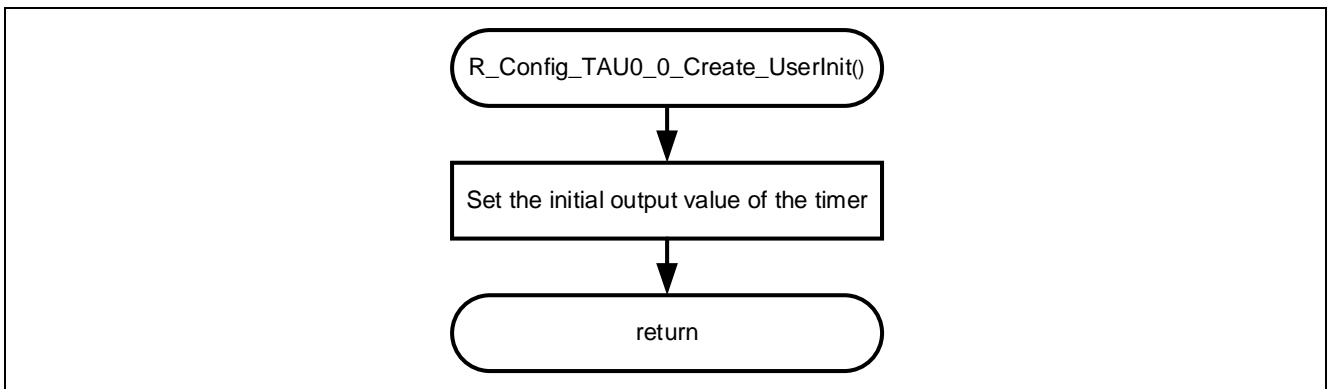 R_Config_TAU0_0_Create_UserInit()
Set the initial output value of the timer
return